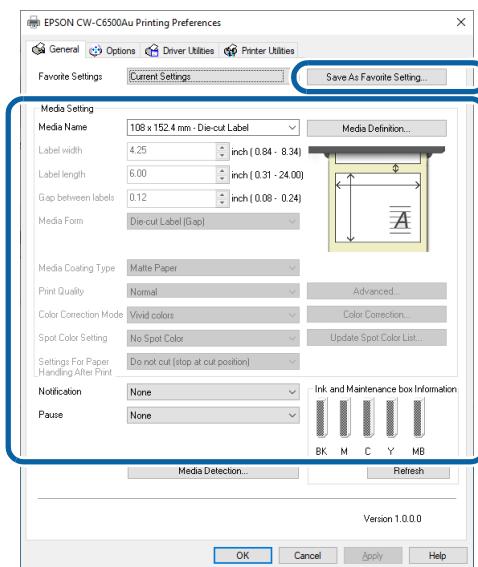 EPSON CW-C6500Au Printing Preferences
General Options Driver Utilities Printer Utilities
Favorite Settings Current Settings Save As Favorite Setting...
Media Setting
Media Name 108 x 152.4 mm - Die-cut Label Media Definition...
Label width 4.25 inch ( 0.84 - 8.34)
Label length 6.00 inch ( 0.31 - 24.00)
Gap between labels 0.12 inch ( 0.08 - 0.24)
Media Form Die-cut Label (Gap)
A
Media Coating Type Matte Paper
Print Quality Normal Advanced...
Color Correction Mode Vivid colors Color Correction...
Spot Color Setting No Spot Color Update Spot Color List...
Settings For Paper Handling After Print Do not cut (stop at cut position)
Notification None Ink and Maintenance box Information
Pause None
BK M C Y MB
Media Detection... Refresh
Version 1.0.0.0
OK Cancel Apply Help